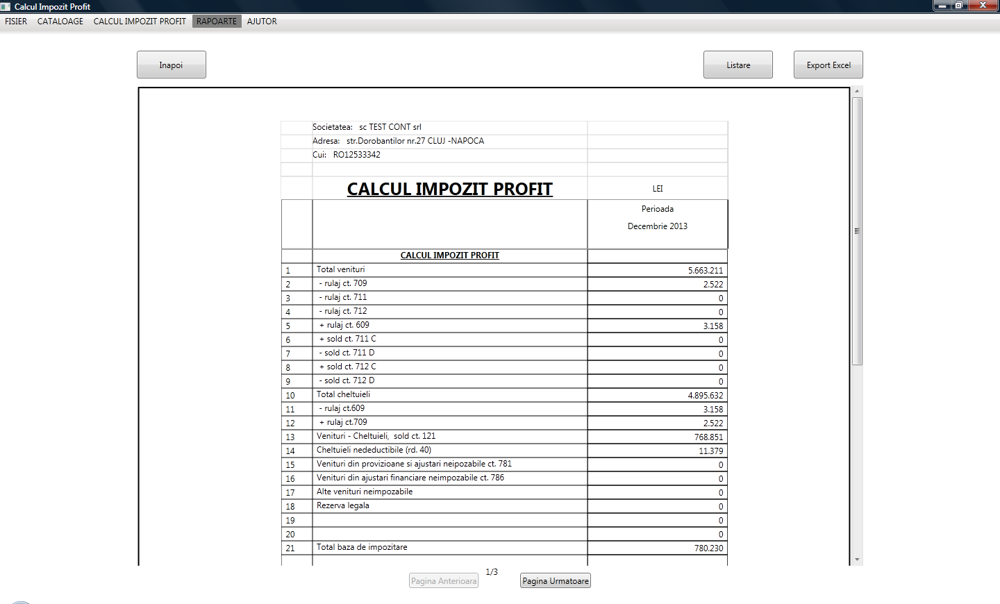 Calcul Impozit Profit
FISIER CATALOAGE CALCUL IMPOZIT PROFIT RAPOARTE AJUTOR
Inapoi Listare Export Excel
Societatea: sc TEST CONT srl
Adresa: str.Dorobantilor nr.27 CLUJ -NAPOCA
Cui: RO12533342
CALCUL IMPOZIT PROFIT LEI
Perioada
Decembrie 2013
CALCUL IMPOZIT PROFIT
1 Total venituri 5.663.211
2 - rulaj ct. 709 2.522
3 - rulaj ct. 711 0
4 - rulaj ct. 712 0
5 + rulaj ct. 609 3.158
6 + sold ct. 711 C 0
7 - sold ct. 711 D 0
8 + sold ct. 712 C 0
9 - sold ct. 712 D 0
10 Total cheltuieli 4.895.632
11 - rulaj ct.609 3.158
12 + rulaj ct.709 2.522
13 Venituri - Cheltuieli, sold ct. 121 768.851
14 Cheltuieli nedeductibile (rd. 40) 11.379
15 Venituri din provizioane si ajustari neipozabile ct. 781 0
16 Venituri din ajustari financiare neimpozabile ct. 786 0
17 Alte venituri neimpozabile 0
18 Rezerva legala 0
19 0
20 0
21 Total baza de impozitare 780.230
1/3
Pagina Anterioara Pagina Urmatoare